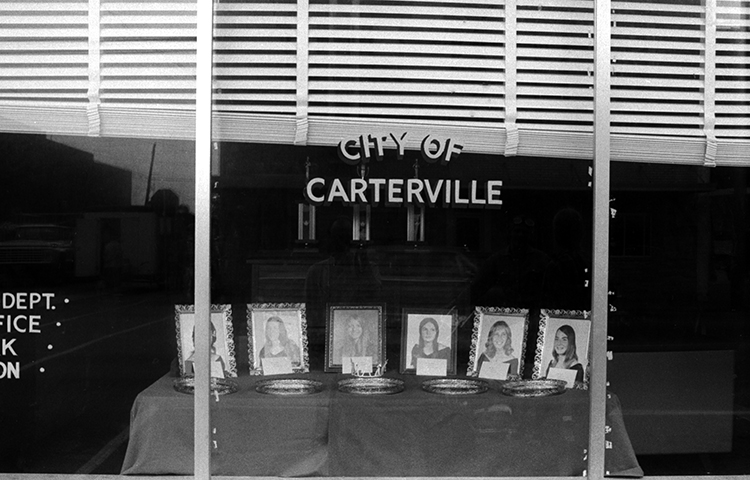 CITY OF
CARTERVILLE
DEPT. •
FICE •
K •
ON •